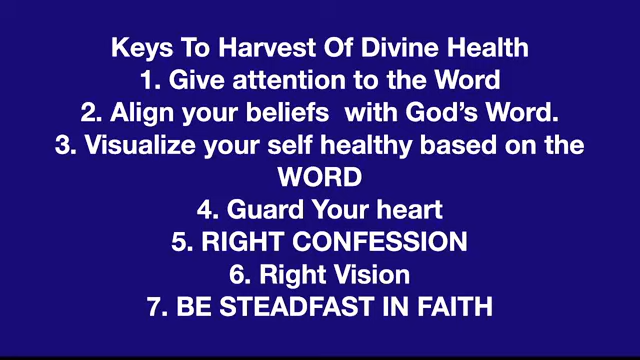 Keys To Harvest Of Divine Health
1. Give attention to the Word
2. Align your beliefs  with God's Word.
3. Visualize your self healthy based on the
WORD
4. Guard Your heart
5. RIGHT CONFESSION
6. Right Vision
7. BE STEADFAST IN FAITH